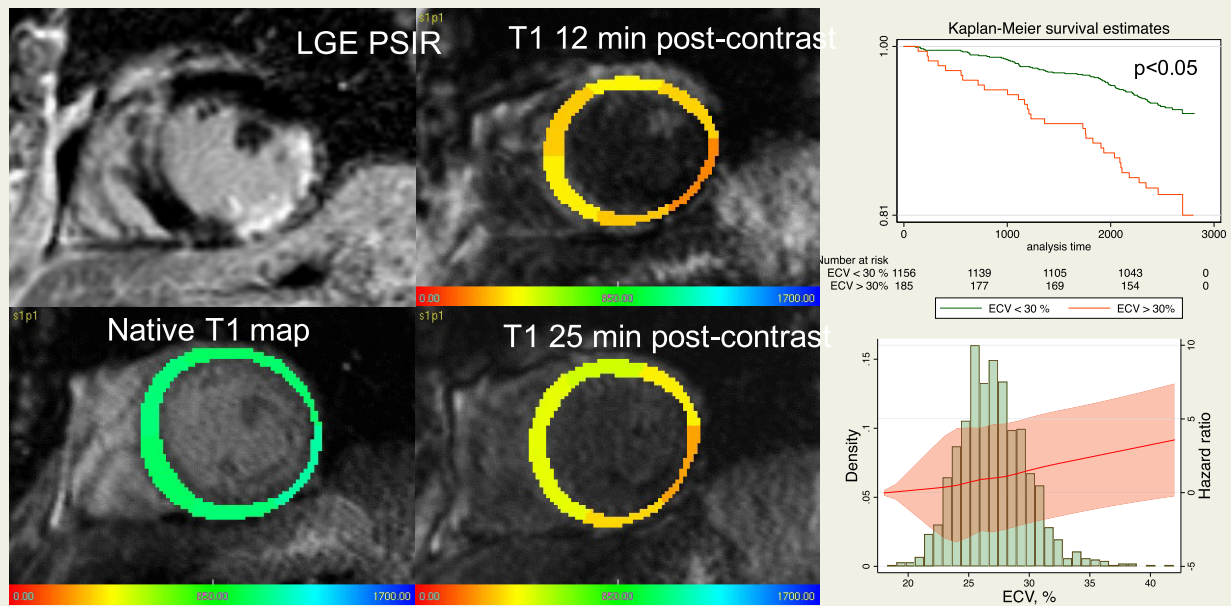 LGE PSIR
s1p1
T1 12 min post-contrast
0.00 850.00 1700.00
s1p1
Native T1 map
0.00 850.00 1700.00
s1p1
T1 25 min post-contrast
0.00 850.00 1700.00
Kaplan-Meier survival estimates
1.00
p<0.05
0.81
0 1000 2000 3000
analysis time
Number at risk
ECV < 30 % 1156 1139 1105 1043 0
ECV > 30% 185 177 169 154 0
ECV < 30 % ECV > 30%
.15
.1
.05
0
Density
10
5
0
-5
Hazard ratio
20 25 30 35 40
ECV, %